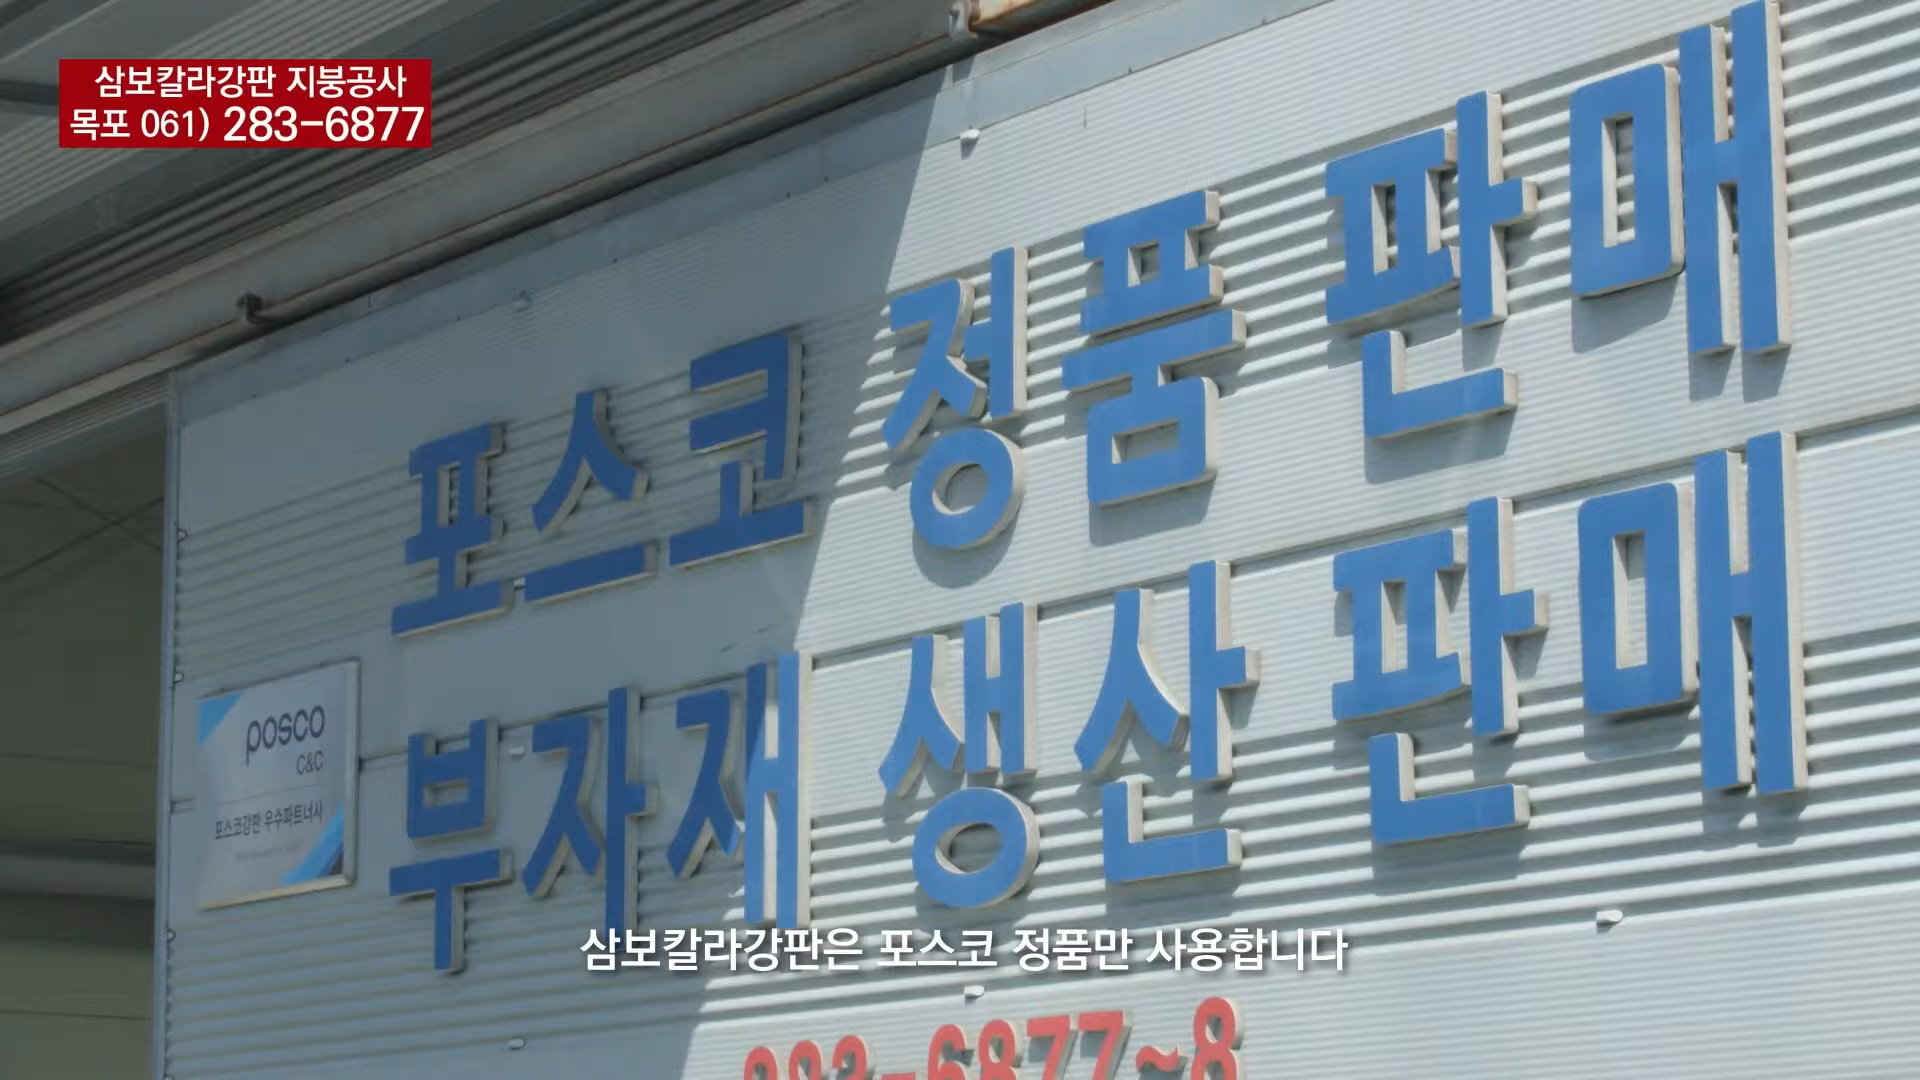 삼보칼라강판 지붕공사
목포 061) 283-6877
포스코 정품 판매
부자재 생산 판매
posco
C&C
포스코강판 우수파트너사
삼보칼라강판은 포스코 정품만 사용합니다
283-6877~8